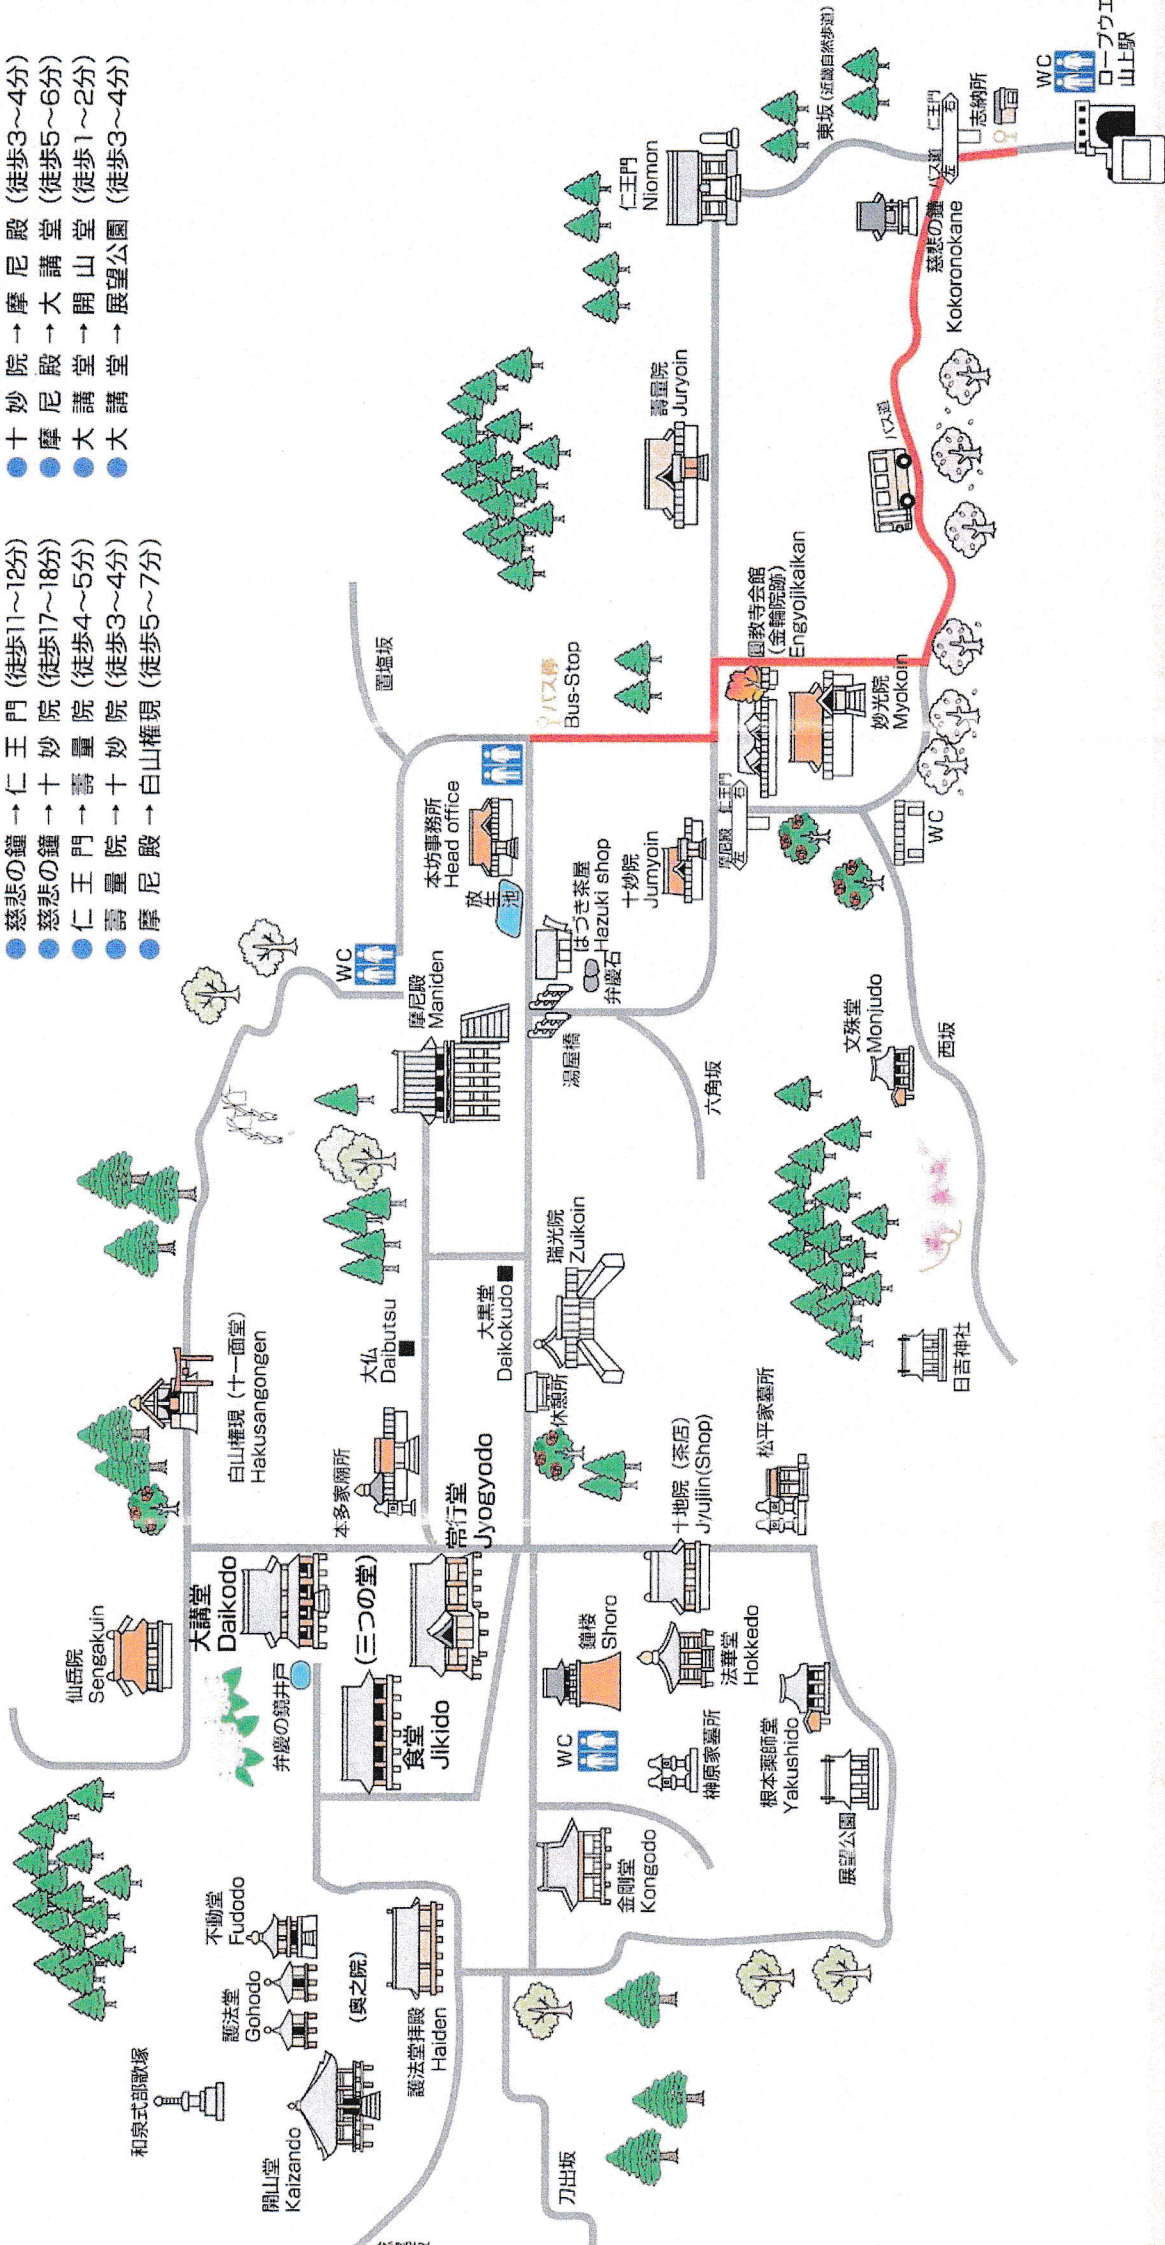 ●慈悲の鐘→仁王門(徒歩11~12分)
●慈悲の鐘→十妙院(徒歩17~18分)
●仁王門→壽量院(徒歩4~5分)
●壽量院→十妙院(徒歩3~4分)
●摩尼殿→白山権現(徒歩5~7分)
●十妙院→摩尼殿(徒歩3~4分)
●摩尼殿→大講堂(徒歩5~6分)
●大講堂→開山堂(徒歩1~2分)
●大講堂→展望公園(徒歩3~4分)
和泉式部歌塚
開山堂
Kaizando
護法堂
Gohodo
不動堂
Fudodo
(奥之院)
護法堂拝殿
Haiden
刀出坂
仙岳院
Sengakuin
大講堂
Daikodo
弁慶の鏡井戸
(三つの堂)
食堂
Jikido
常行堂
Jyogyodo
WC
鐘楼
Shoro
金剛堂
Kongodo
榊原家墓所
法華堂
Hokkedo
十地院(茶店)
Jyujiin(Shop)
根本薬師堂
Yakushido
展望公園
松平家墓所
白山権現(十一面堂)
Hakusangongen
本多家廟所
大仏
Daibutsu
大黒堂
Daikokudo
休憩所
瑞光院
Zuikoin
日吉神社
WC
摩尼殿
Maniden
本坊事務所
Head office
放生池
はづき茶屋
Hazuki shop
弁慶石
湯屋橋
六角坂
十妙院
Jumyoin
摩尼殿
左
仁王門
右
文殊堂
Monjudo
西坂
WC
置塩坂
バス停
Bus-Stop
圓教寺会館
(金輪院跡)
Engyojikaikan
妙光院
Myokoin
壽量院
Juryoin
バス道
仁王門
Niomon
東坂(近畿自然歩道)
慈悲の鐘
Kokoronokane
バス道
左
仁王門
右
志納所
WC
ロープウエ
山上駅